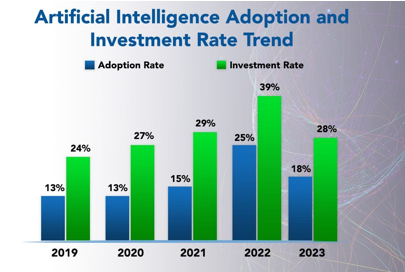 Artificial Intelligence Adoption and
Investment Rate Trend
Adoption Rate Investment Rate
39%
29%
27%
28%
24%
25%
18%
15%
13% 13%
2019 2020 2021 2022 2023